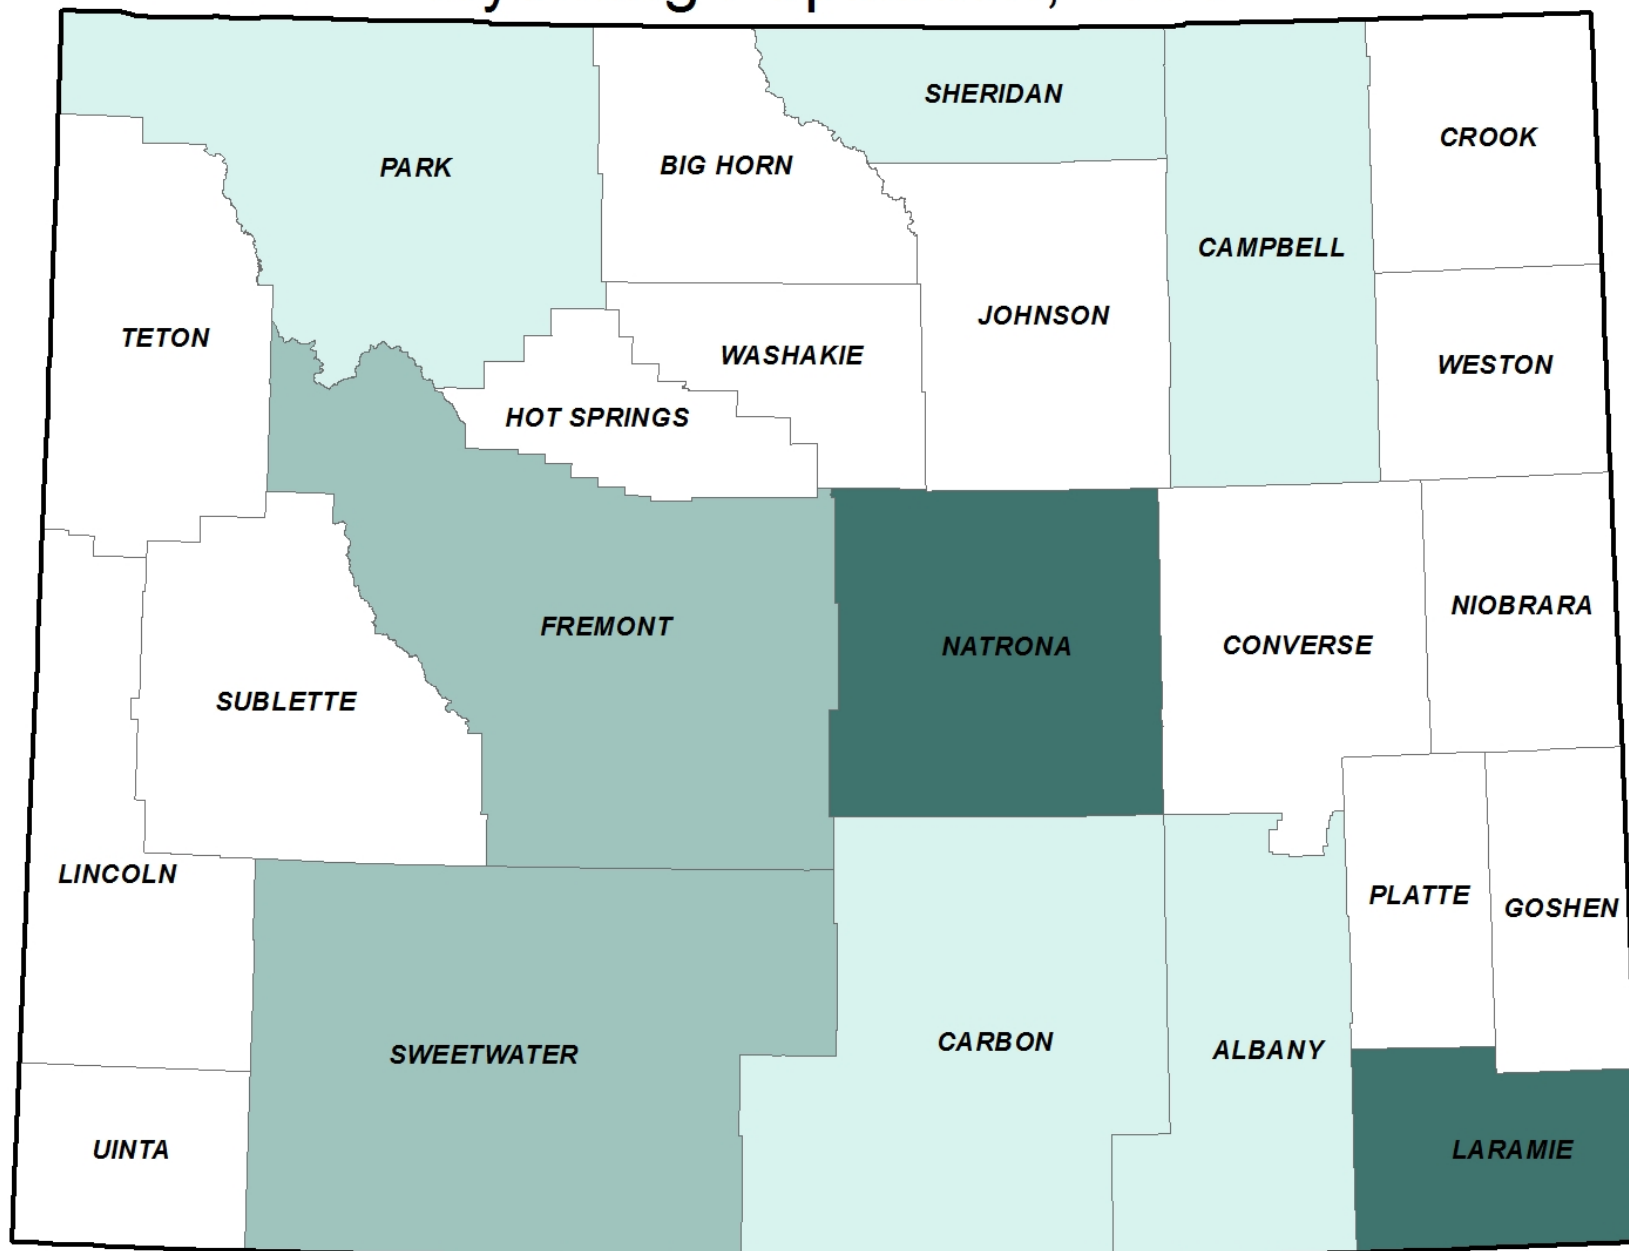 SHERIDAN
CROOK
PARK
BIG HORN
CAMPBELL
JOHNSON
TETON
WASHAKIE
WESTON
HOT SPRINGS
NIOBRARA
FREMONT
NATRONA
CONVERSE
SUBLETTE
LINCOLN
PLATTE
GOSHEN
CARBON
ALBANY
SWEETWATER
UINTA
LARAMIE